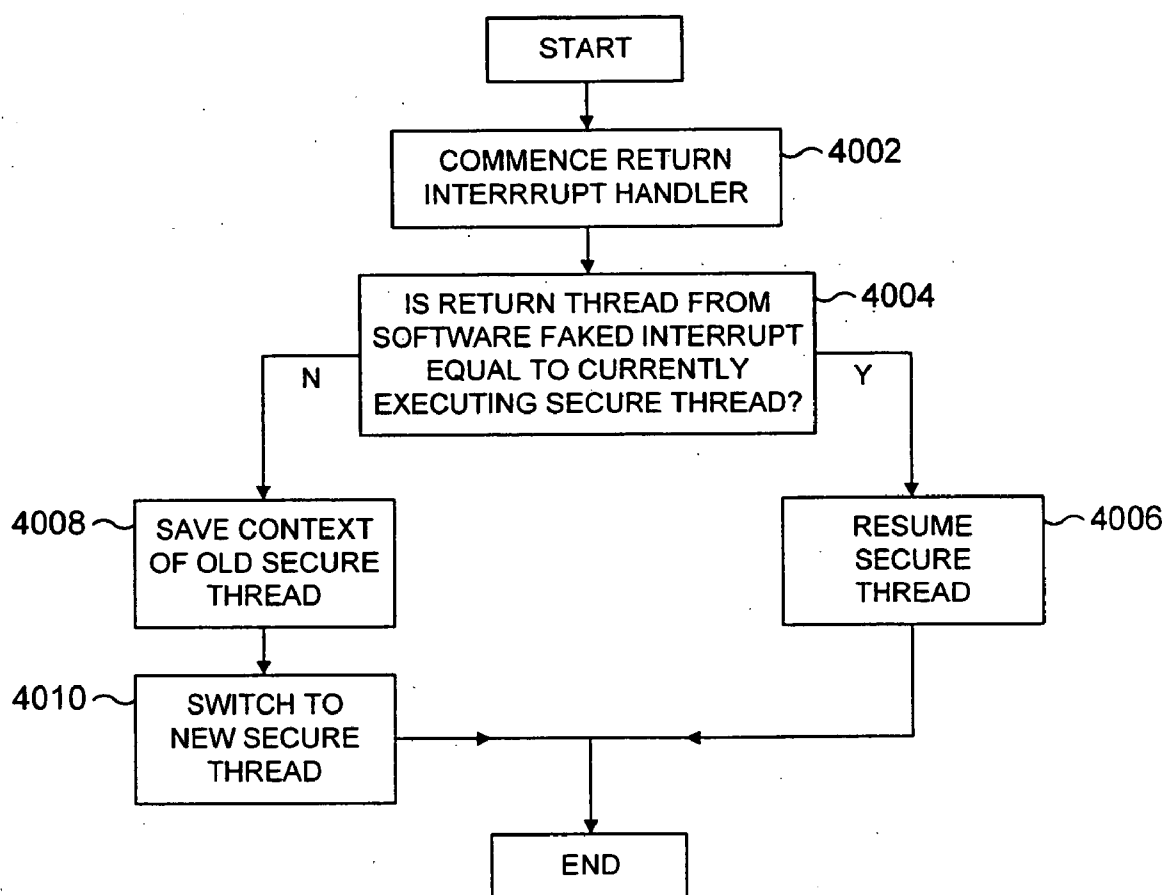 START
COMMENCE RETURN
INTERRRUPT HANDLER
4002
IS RETURN THREAD FROM
SOFTWARE FAKED INTERRUPT
EQUAL TO CURRENTLY
EXECUTING SECURE THREAD?
4004
N
Y
4008
SAVE CONTEXT
OF OLD SECURE
THREAD
RESUME
SECURE
THREAD
4006
4010
SWITCH TO
NEW SECURE
THREAD
END